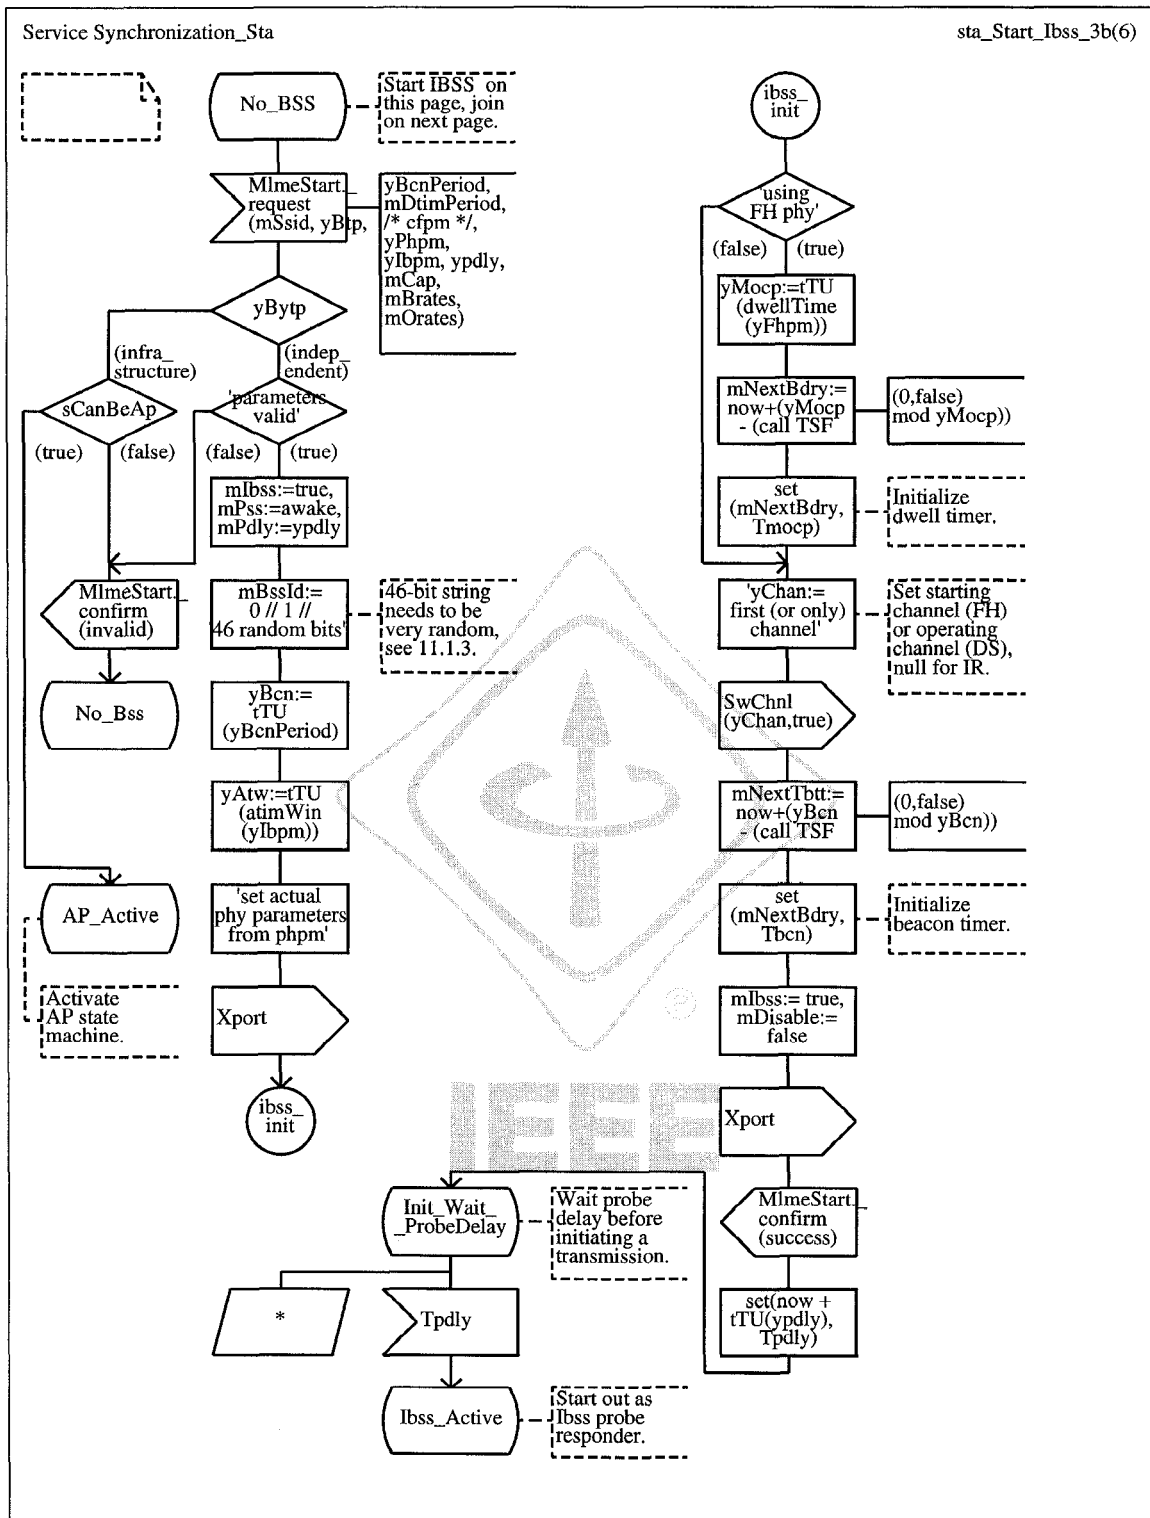 Service Synchronization_Sta
sta_Start_Ibss_3b(6)
No_BSS
Start IBSS on
this page, join
on next page.
MlmeStart._
request
(mSsid, yBtp,
yBcnPeriod,
mDtimPeriod,
/* cfpm */,
yPhpm,
yIbpm, ypdly,
mCap,
mBrates,
mOrates)
yBytp
(infra_
structure)
(indep_
endent)
sCanBeAp
(true)
(false)
'parameters
valid'
(false)
(true)
mIbss:=true,
mPss:=awake,
mPdly:=ypdly
MlmeStart._
confirm
(invalid)
No_Bss
mBssId:=
0 // 1 //
46 random bits'
46-bit string
needs to be
very random,
see 11.1.3.
yBcn:=
tTU
(yBcnPeriod)
yAtw:=tTU
(atimWin
(yIbpm))
AP_Active
Activate
AP state
machine.
'set actual
phy parameters
from phpm'
Xport
ibss_
init
ibss_
init
'using
FH phy'
(false)
(true)
yMocp:=tTU
(dwellTime
(yFhpm))
mNextBdry:=
now+(yMocp
- (call TSF
(0,false)
mod yMocp))
set
(mNextBdry,
Tmocp)
Initialize
dwell timer.
'yChan:=
first (or only)
channel'
Set starting
channel (FH)
or operating
channel (DS),
null for IR.
SwChnl
(yChan,true)
mNextTbtt:=
now+(yBcn
- (call TSF
(0,false)
mod yBcn))
set
(mNextBdry,
Tbcn)
Initialize
beacon timer.
mIbss:= true,
mDisable:=
false
Xport
MlmeStart._
confirm
(success)
set(now +
tTU(ypdly),
Tpdly)
Init_Wait_
_ProbeDelay
Wait probe
delay before
initiating a
transmission.
*
Tpdly
Ibss_Active
Start out as
Ibss probe
responder.
IEEE
®